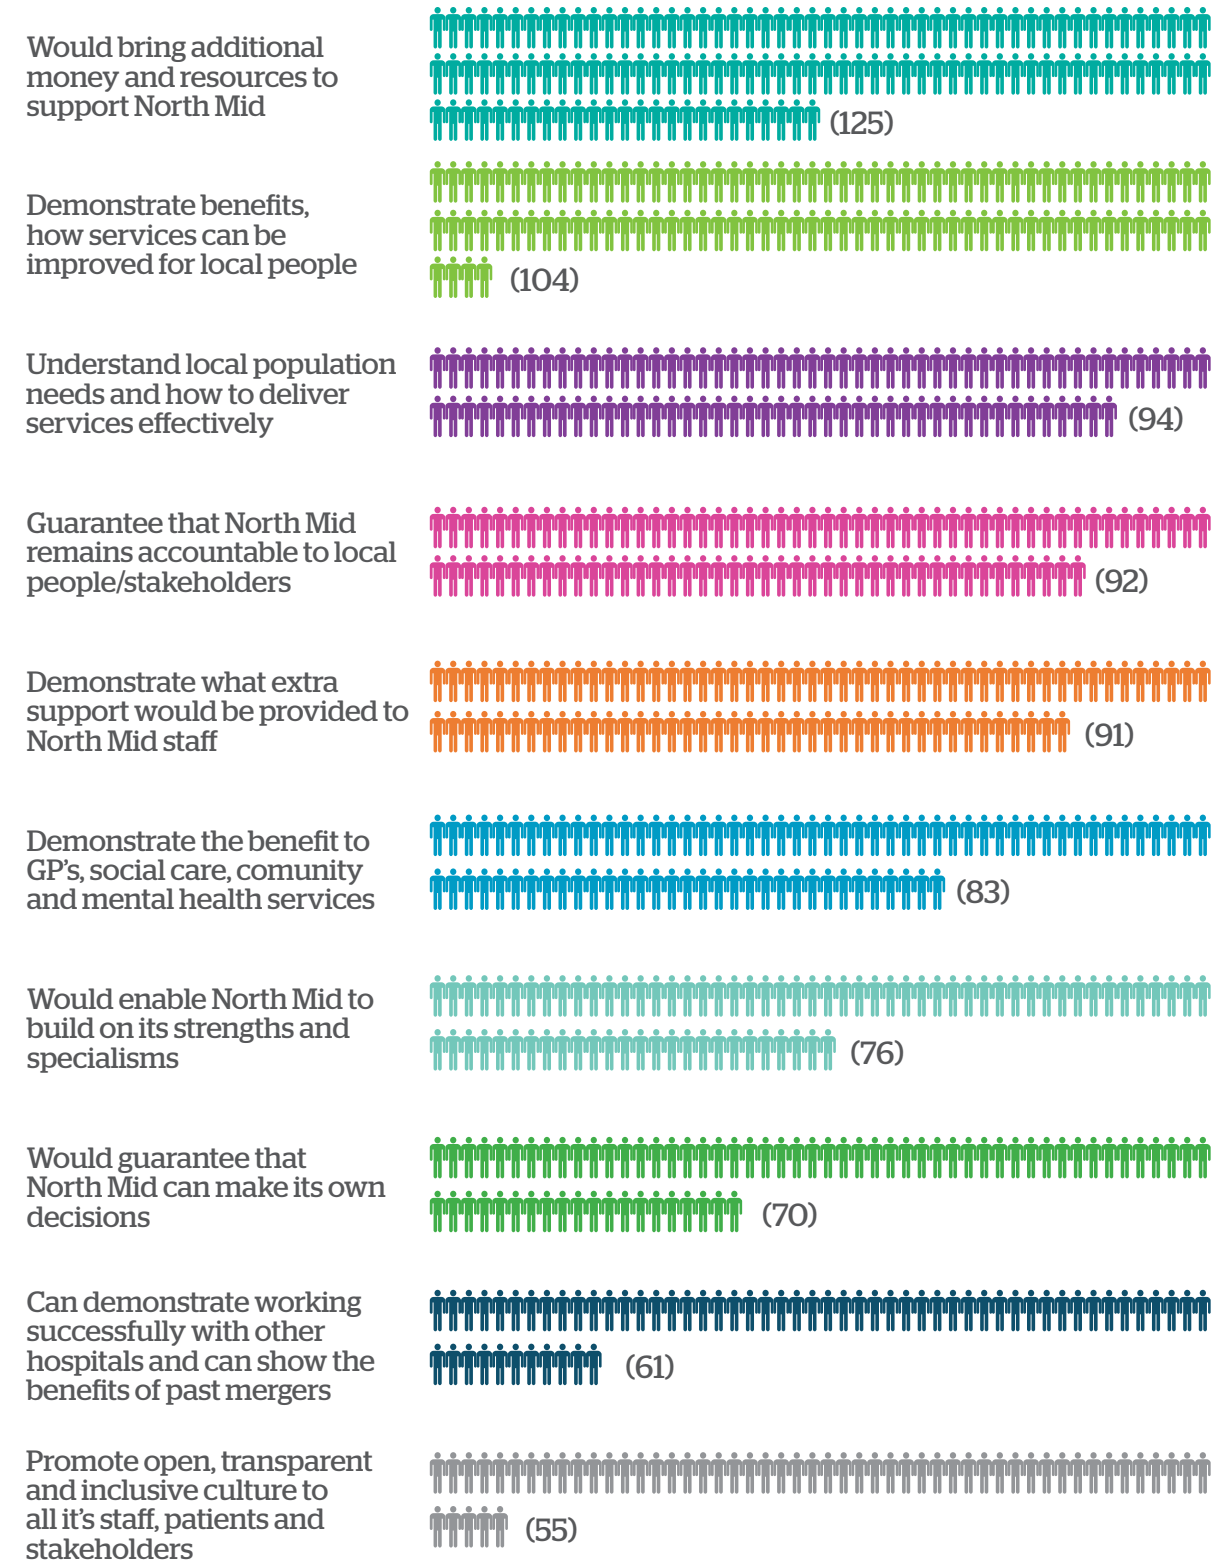 Would bring additional
money and resources to
support North Mid
(125)
Demonstrate benefits,
how services can be
improved for local people
(104)
Understand local population
needs and how to deliver
services effectively
(94)
Guarantee that North Mid
remains accountable to local
people/stakeholders
(92)
Demonstrate what extra
support would be provided to
North Mid staff
(91)
Demonstrate the benefit to
GP's, social care, comunity
and mental health services
(83)
Would enable North Mid to
build on its strengths and
specialisms
(76)
Would guarantee that
North Mid can make its own
decisions
(70)
Can demonstrate working
successfully with other
hospitals and can show the
benefits of past mergers
(61)
Promote open, transparent
and inclusive culture to
all it's staff, patients and
stakeholders
(55)